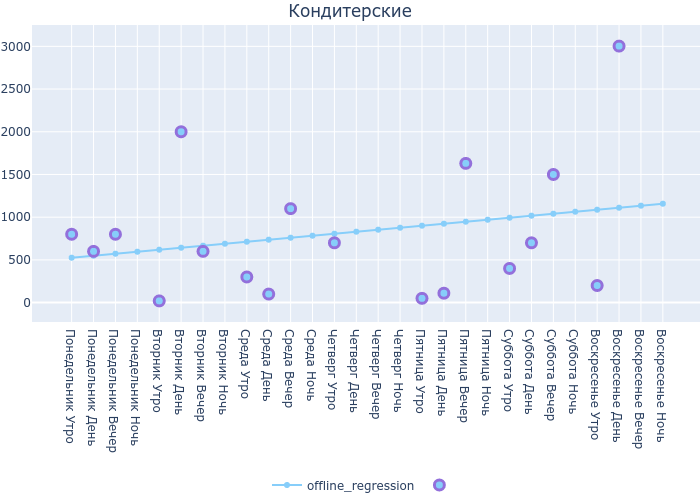 Кондитерские
3000
2500
2000
1500
1000
500
0
Понедельник Утро
Понедельник День
Понедельник Вечер
Понедельник Ночь
Вторник Утро
Вторник День
Вторник Вечер
Вторник Ночь
Среда Утро
Среда День
Среда Вечер
Среда Ночь
Четверг Утро
Четверг День
Четверг Вечер
Четверг Ночь
Пятница Утро
Пятница День
Пятница Вечер
Пятница Ночь
Суббота Утро
Суббота День
Суббота Вечер
Суббота Ночь
Воскресенье Утро
Воскресенье День
Воскресенье Вечер
Воскресенье Ночь
offline_regression